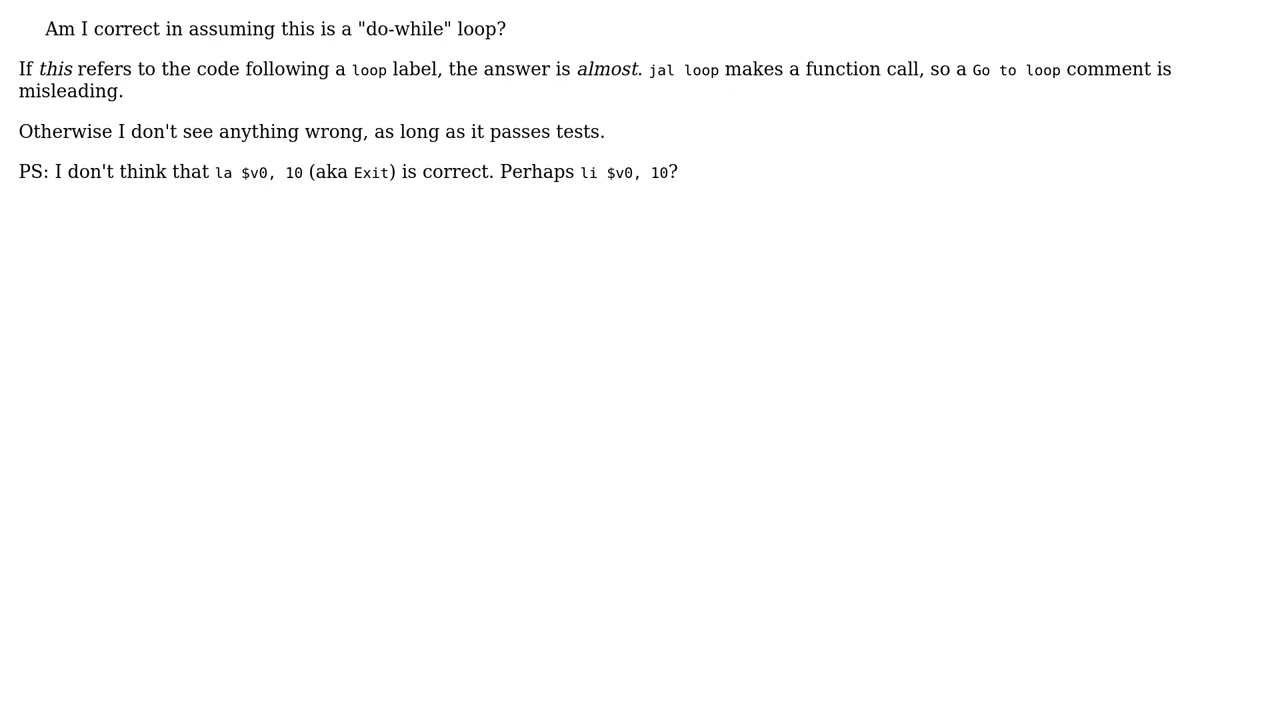 Am I correct in assuming this is a "do-while" loop?
If this refers to the code following a loop label, the answer is almost. jal loop makes a function call, so a Go to loop comment is
misleading.
Otherwise I don't see anything wrong, as long as it passes tests.
PS: I don't think that la $v0, 10 (aka Exit) is correct. Perhaps li $v0, 10?